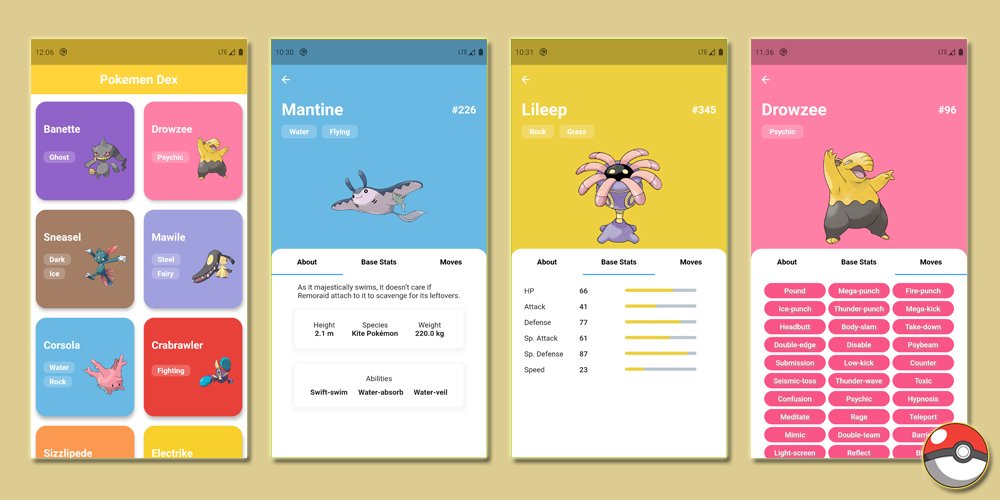 12:06
LTE
Pokemen Dex
Banette
Ghost
Drowzee
Psychic
Sneasel
Dark
Ice
Mawile
Steel
Fairy
Corsola
Water
Rock
Crabrawler
Fighting
Sizzlipede
Electrike
10:30
LTE
Mantine
#226
Water Flying
About Base Stats Moves
As it majestically swims, it doesn't care if
Remoraid attach to it to scavenge for its leftovers.
Height Species Weight
2.1 m Kite Pokémon 220.0 kg
Abilities
Swift-swim Water-absorb Water-veil
10:31
LTE
Lileep
#345
Rock Grass
About Base Stats Moves
HP 66
Attack 41
Defense 77
Sp. Attack 61
Sp. Defense 87
Speed 23
11:36
LTE
Drowzee
#96
Psychic
About Base Stats Moves
Pound Mega-punch Fire-punch
Ice-punch Thunder-punch Mega-kick
Headbutt Body-slam Take-down
Double-edge Disable Psybeam
Submission Low-kick Counter
Seismic-toss Thunder-wave Toxic
Confusion Psychic Hypnosis
Meditate Rage Teleport
Mimic Double-team
Light-screen Reflect